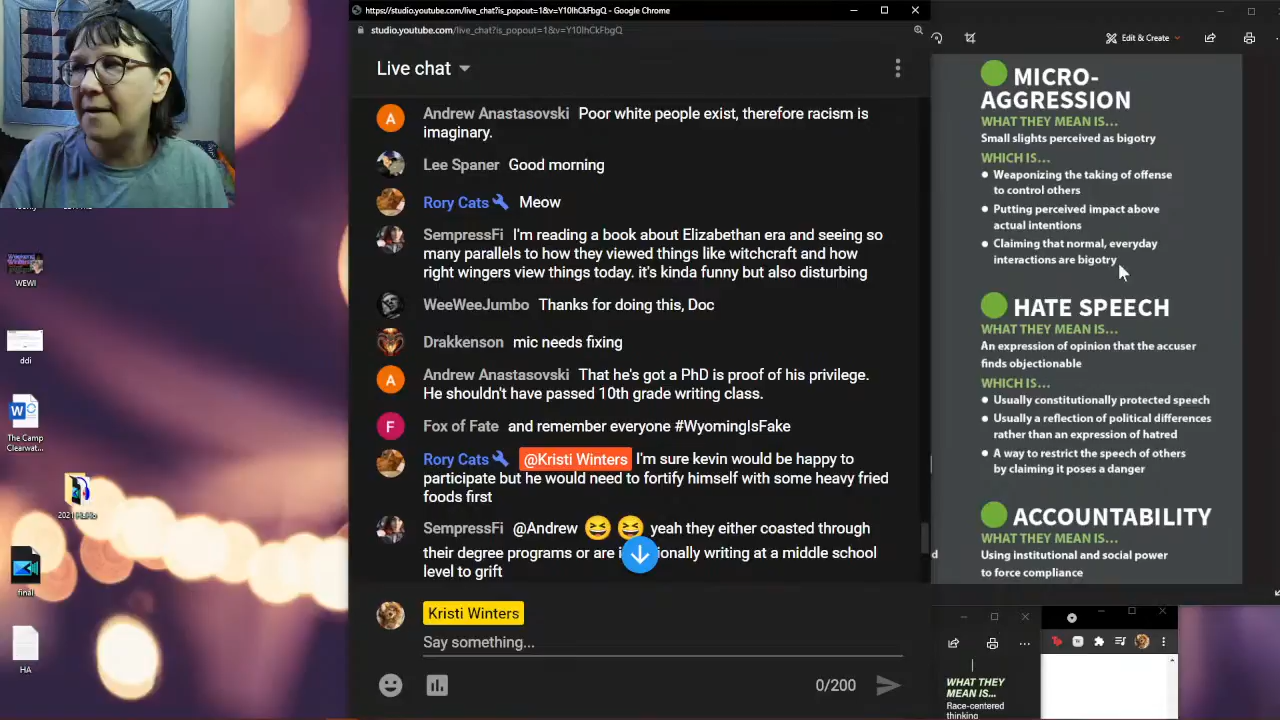 https://studio.youtube.com/live_chat?is_popout=1&v=Y10IhCkFbgQ - Google Chrome
studio.youtube.com/live_chat?is_popout=1&v=Y10IhCkFbgQ
Live chat
Andrew Anastasovski Poor white people exist, therefore racism is
imaginary.
Lee Spaner Good morning
Rory Cats Meow
SempressFi I'm reading a book about Elizabethan era and seeing so
many parallels to how they viewed things like witchcraft and how
right wingers view things today. it's kinda funny but also disturbing
WeeWeeJumbo Thanks for doing this, Doc
Drakkenson mic needs fixing
Andrew Anastasovski That he's got a PhD is proof of his privilege.
He shouldn't have passed 10th grade writing class.
Fox of Fate and remember everyone #WyomingIsFake
Rory Cats @Kristi Winters I'm sure kevin would be happy to
participate but he would need to fortify himself with some heavy fried
foods first
SempressFi @Andrew 😆 😆 yeah they either coasted through
their degree programs or are ionally writing at a middle school
level to grift
Kristi Winters
Say something...
0/200
Edit & Create
MICRO-
AGGRESSION
WHAT THEY MEAN IS...
Small slights perceived as bigotry
WHICH IS...
Weaponizing the taking of offense
to control others
Putting perceived impact above
actual intentions
Claiming that normal, everyday
interactions are bigotry
HATE SPEECH
WHAT THEY MEAN IS...
An expression of opinion that the accuser
finds objectionable
WHICH IS...
Usually constitutionally protected speech
Usually a reflection of political differences
rather than an expression of hatred
A way to restrict the speech of others
by claiming it poses a danger
ACCOUNTABILITY
WHAT THEY MEAN IS...
Using institutional and social power
to force compliance
WHAT THEY
MEAN IS...
Race-centered
thinking
WEWI
ddi
The Camp
Clearwat...
final
HA